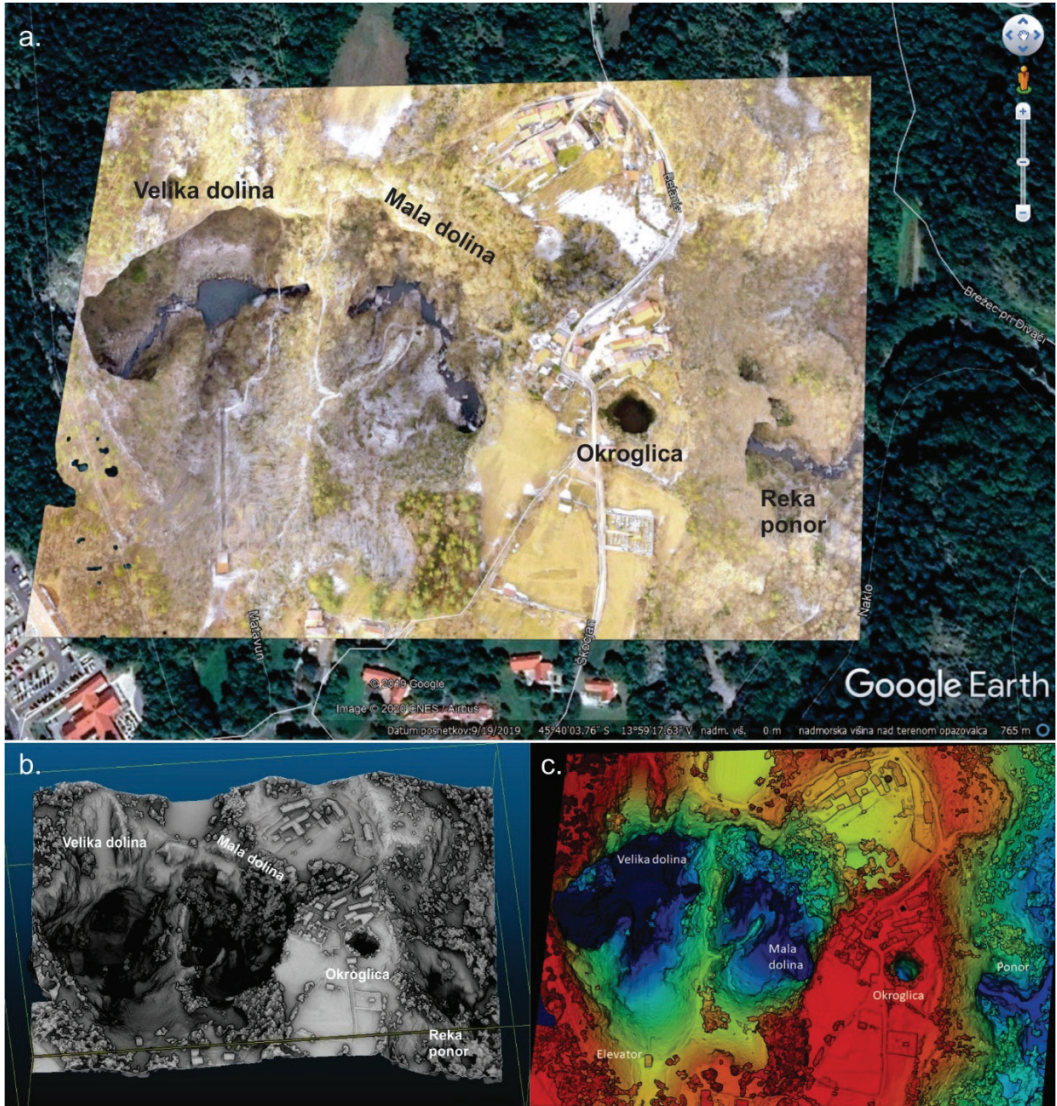 a.
Velika dolina
Mala dolina
Betanja
Brežec pri Divači
Okroglica
Reka
ponor
Matavun
Škocjan
Naklo
© 2019 Google
Image © 2020 CNES / Airbus
Google Earth
Datum posnetkov:9/19/2019 45°40'03.76" S 13°59'17.63" V nadm. viš. 0 m nadmorska višina nad terenom opazovalca 765 m
b.
Velika dolina
Mala dolina
Okroglica
Reka
ponor
c.
Velika dolina
Mala
dolina
Ponor
Okroglica
Elevator